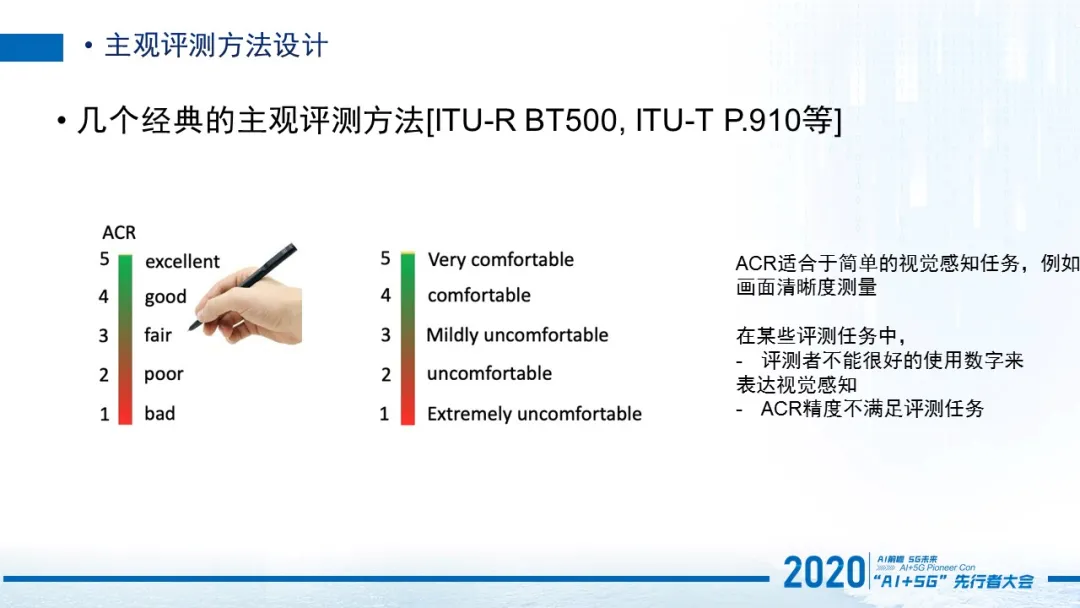 • 主观评测方法设计
• 几个经典的主观评测方法[ITU-R BT500, ITU-T P.910等]
ACR
5 excellent
4 good
3 fair
2 poor
1 bad
5 Very comfortable
4 comfortable
3 Mildly uncomfortable
2 uncomfortable
1 Extremely uncomfortable
ACR适合于简单的视觉感知任务，例如
画面清晰度测量
在某些评测任务中，
- 评测者不能很好的使用数字来
表达视觉感知
- ACR精度不满足评测任务
2020
AI解瞰 5G未来
AI+5G Pioneer Con
“AI+5G” 先行者大会